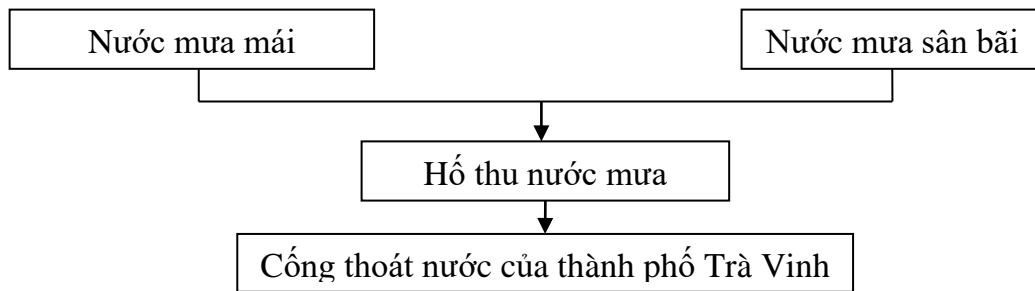 Nước mưa mái
Nước mưa sân bãi
Hố thu nước mưa
Cống thoát nước của thành phố Trà Vinh